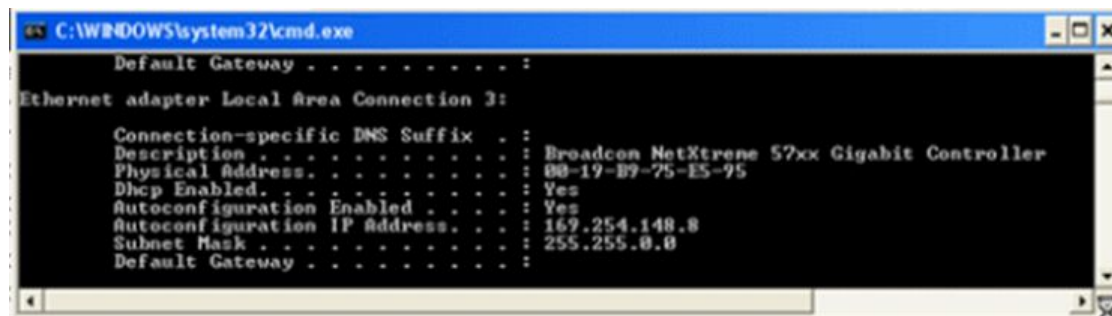 C:\WINDOWS\system32\cmd.exe
Default Gateway . . . . . . . . . :
Ethernet adapter Local Area Connection 3:
Connection-specific DNS Suffix . :
Description . . . . . . . . . . . : Broadcom NetXtreme 57xx Gigabit Controller
Physical Address. . . . . . . . . : 00-19-B9-75-E5-95
Dhcp Enabled. . . . . . . . . . . : Yes
Autoconfiguration Enabled . . . . : Yes
Autoconfiguration IP Address. . . : 169.254.148.8
Subnet Mask . . . . . . . . . . . : 255.255.0.0
Default Gateway . . . . . . . . . :